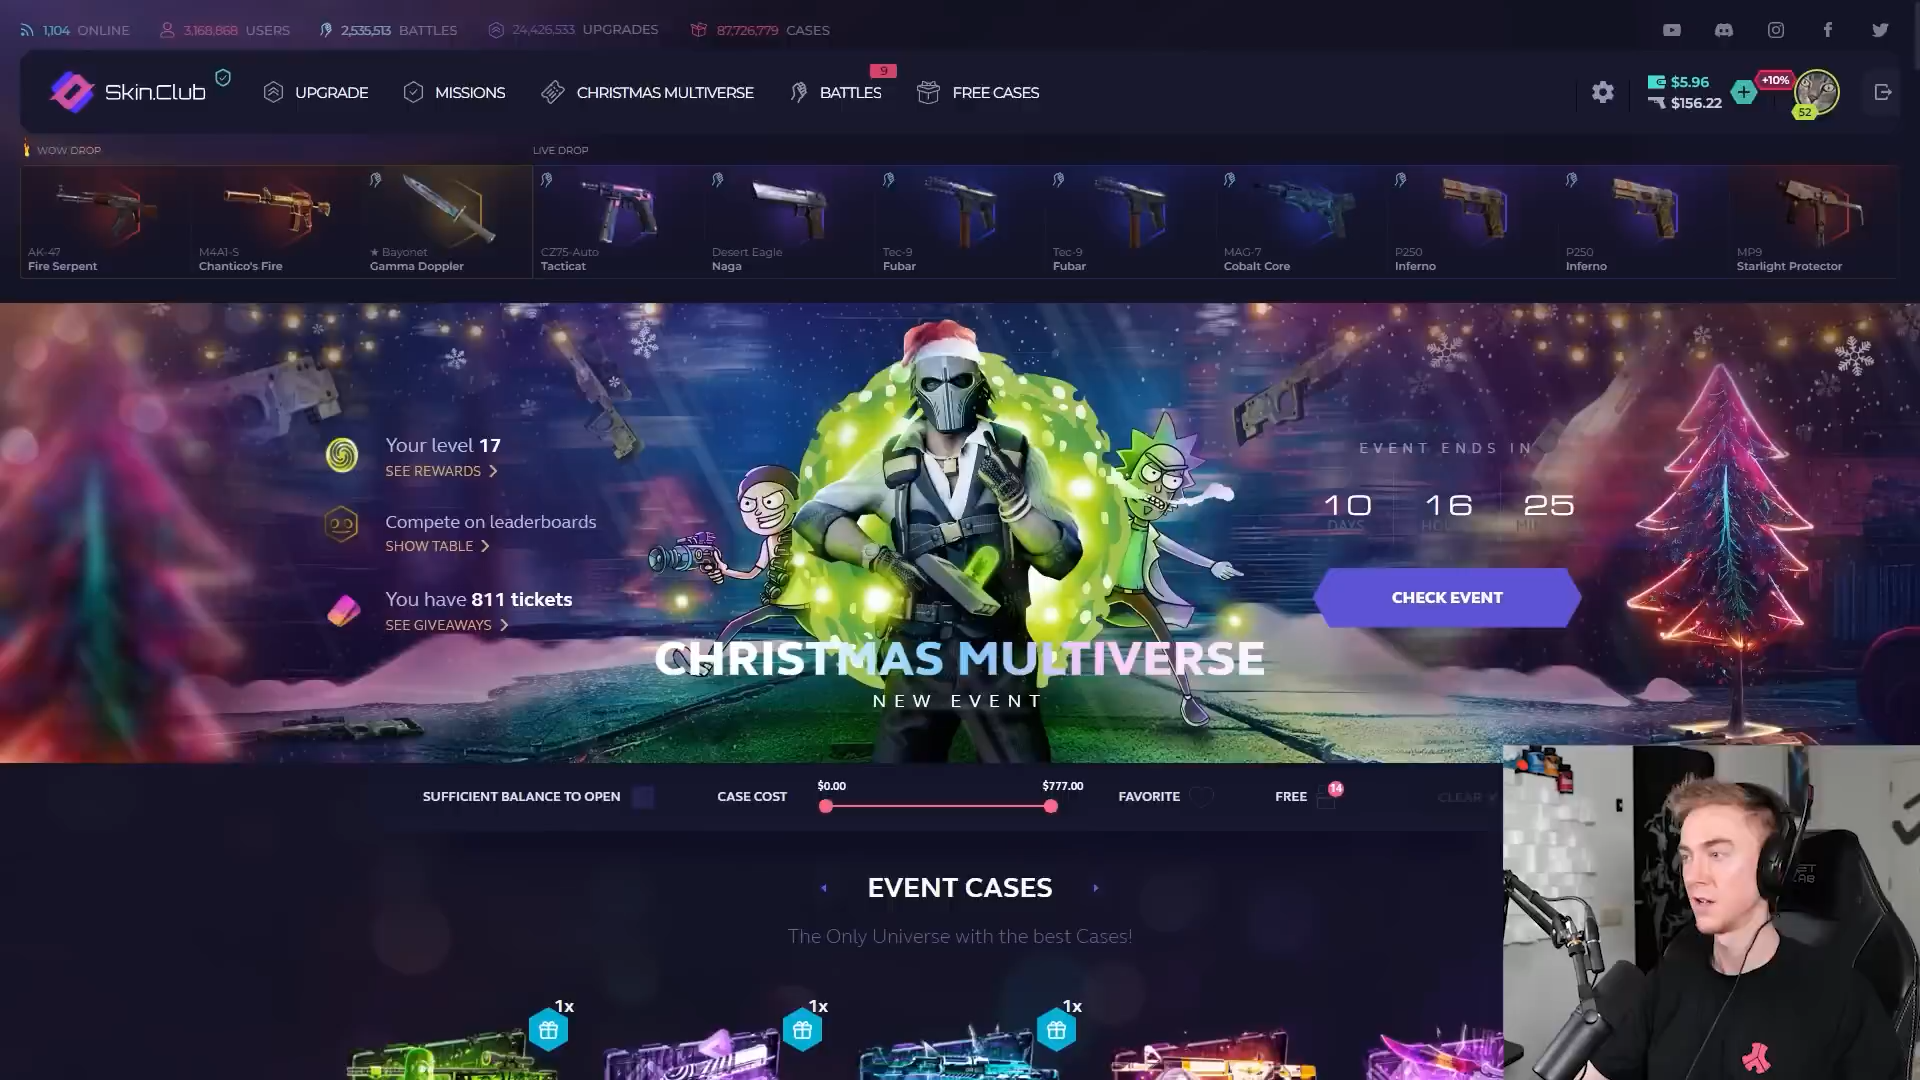 1,104 ONLINE
3,168,868 USERS
2,535,513 BATTLES
24,426,533 UPGRADES
87,726,779 CASES
Skin.Club
UPGRADE
MISSIONS
CHRISTMAS MULTIVERSE
9
BATTLES
FREE CASES
$5.96
$156.22
+10%
52
WOW DROP
LIVE DROP
AK-47
Fire Serpent
M4A1-S
Chantico's Fire
★ Bayonet
Gamma Doppler
CZ75-Auto
Tacticat
Desert Eagle
Naga
Tec-9
Fubar
Tec-9
Fubar
MAG-7
Cobalt Core
P250
Inferno
P250
Inferno
MP9
Starlight Protector
Your level 17
SEE REWARDS
Compete on leaderboards
SHOW TABLE
You have 811 tickets
SEE GIVEAWAYS
EVENT ENDS IN
10 16 25
DAYS
CHECK EVENT
CHRISTMAS MULTIVERSE
NEW EVENT
SUFFICIENT BALANCE TO OPEN
CASE COST
$0.00
$777.00
FAVORITE
FREE
14
CLEAR
EVENT CASES
The Only Universe with the best Cases!
1x
1x
1x